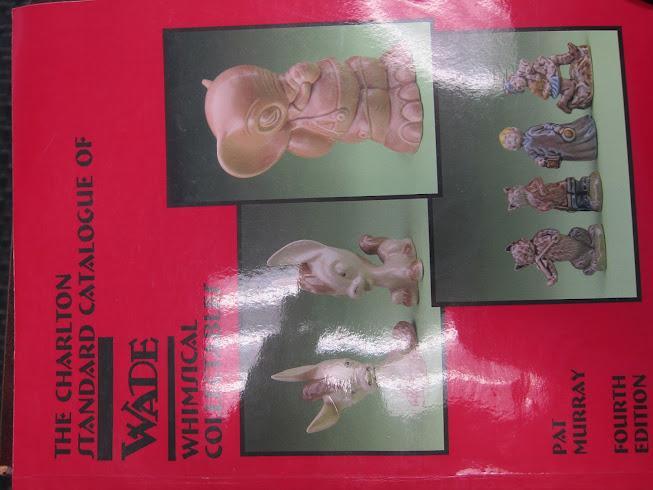 THE CHARLTON
STANDARD CATALOGUE OF
WADE
WHIMSICAL
COLLECTABLES
PAT
MURRAY
FOURTH
EDITION